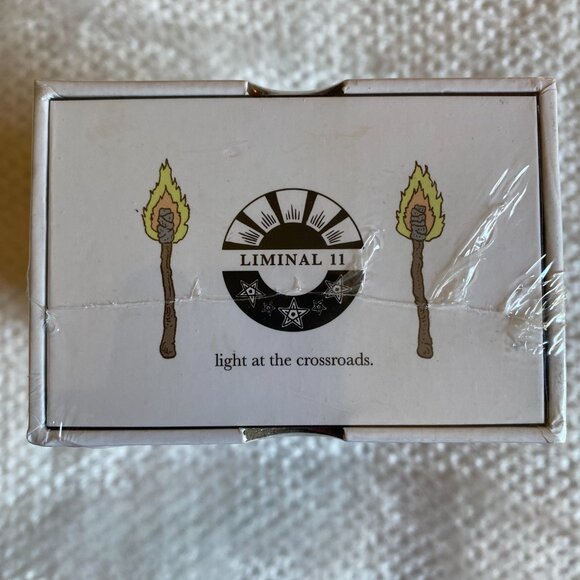 LIMINAL 11
light at the crossroads.